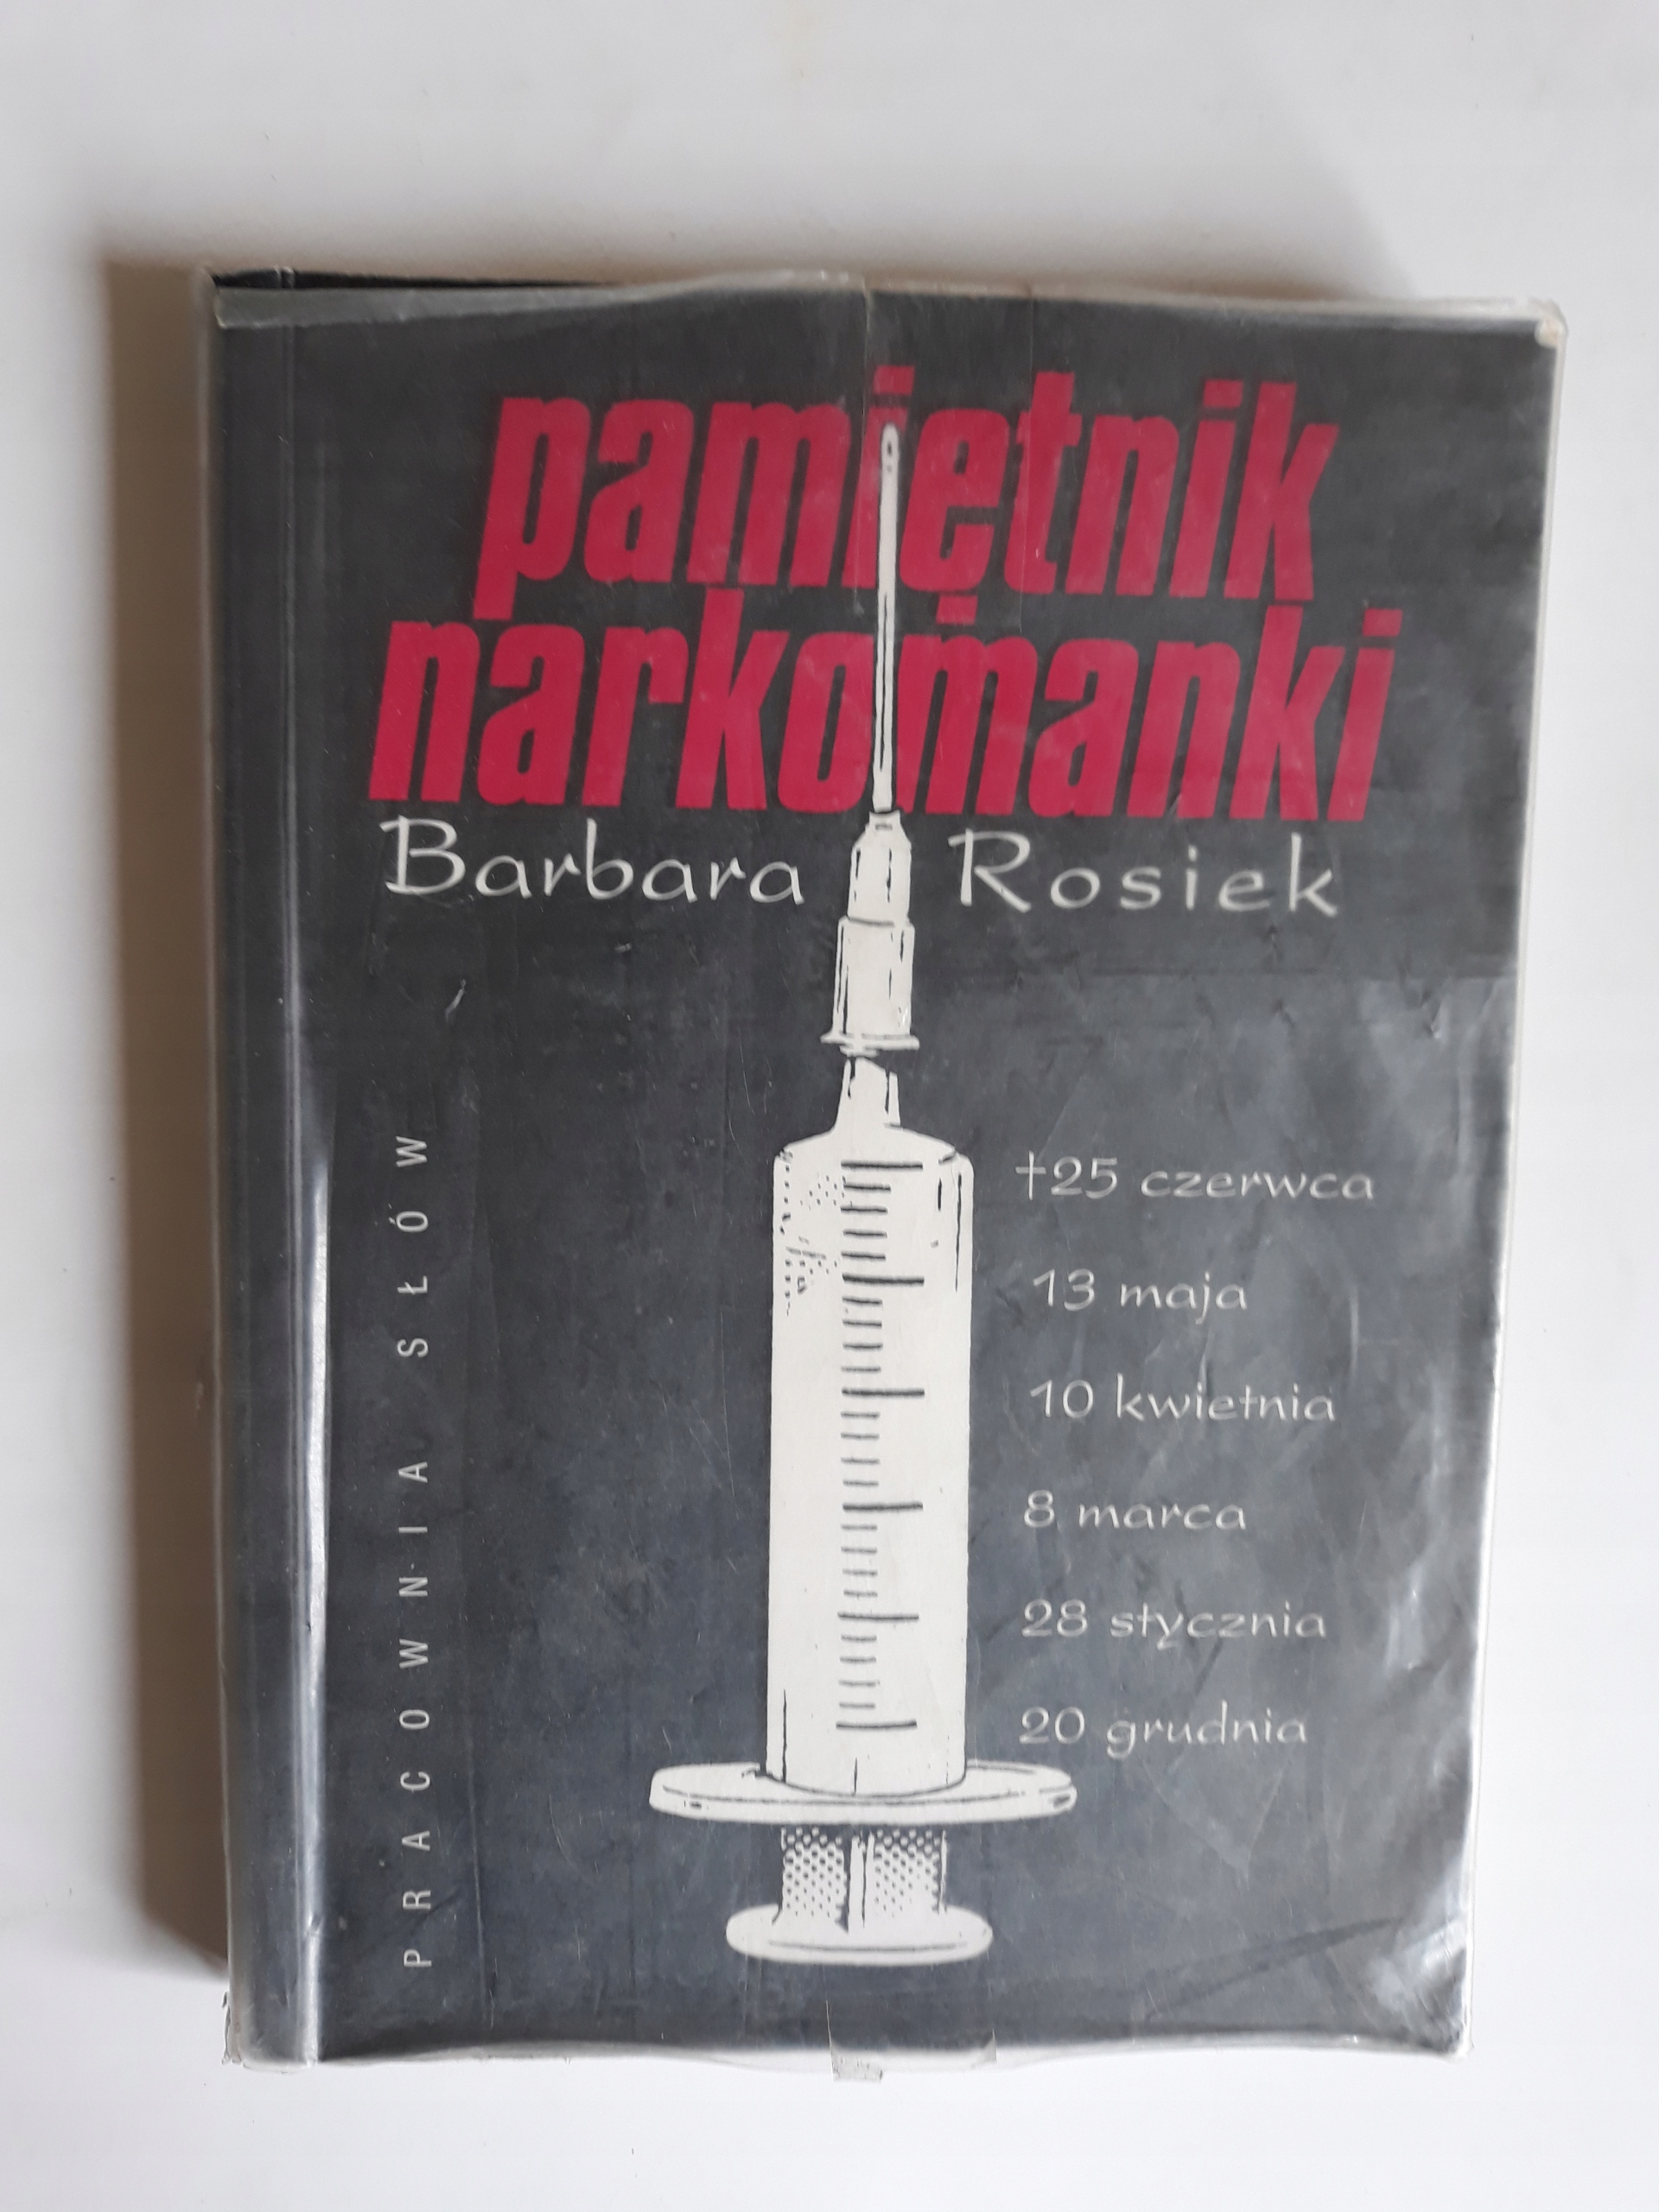 pamiętnik
narkomanki
Barbara Rosiek
PRACOWNIA SŁÓW
†25 czerwca
13 maja
10 kwietnia
8 marca
28 stycznia
20 grudnia